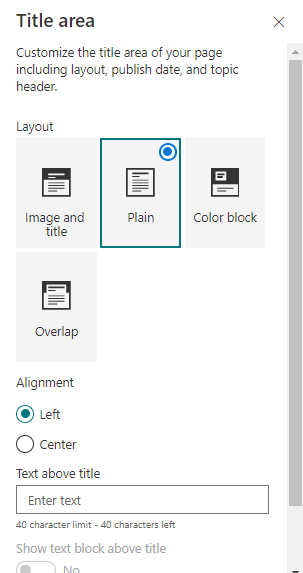 Title area
Customize the title area of your page
including layout, publish date, and topic
header.
Layout
Image and
title
Plain
Color block
Overlap
Alignment
Left
Center
Text above title
Enter text
40 character limit - 40 characters left
Show text block above title
No